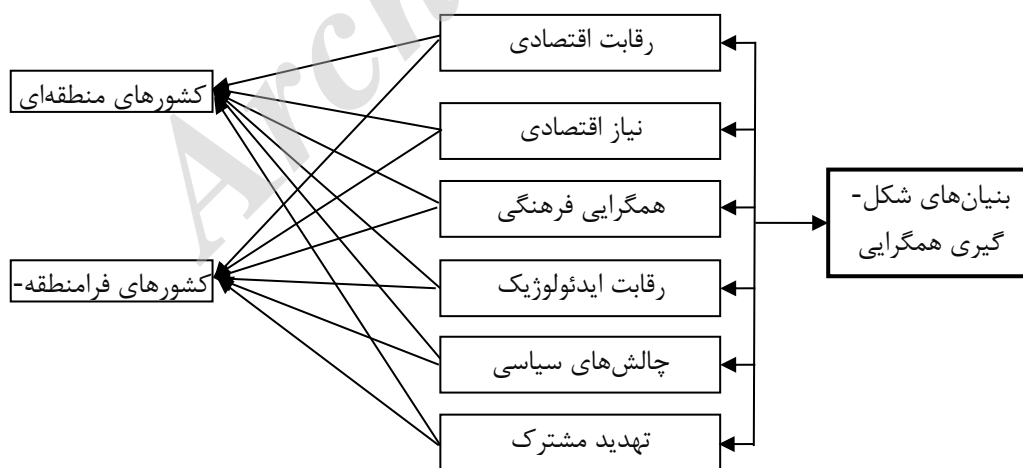 رقابت اقتصادی
نیاز اقتصادی
همگرایی فرهنگی
رقابت ایدئولوژیک
چالش‌های سیاسی
تهدید مشترک
بنیان‌های شکل-
گیری همگرایی
کشورهای منطقه‌ای
کشورهای فرامنطقه-
Arch